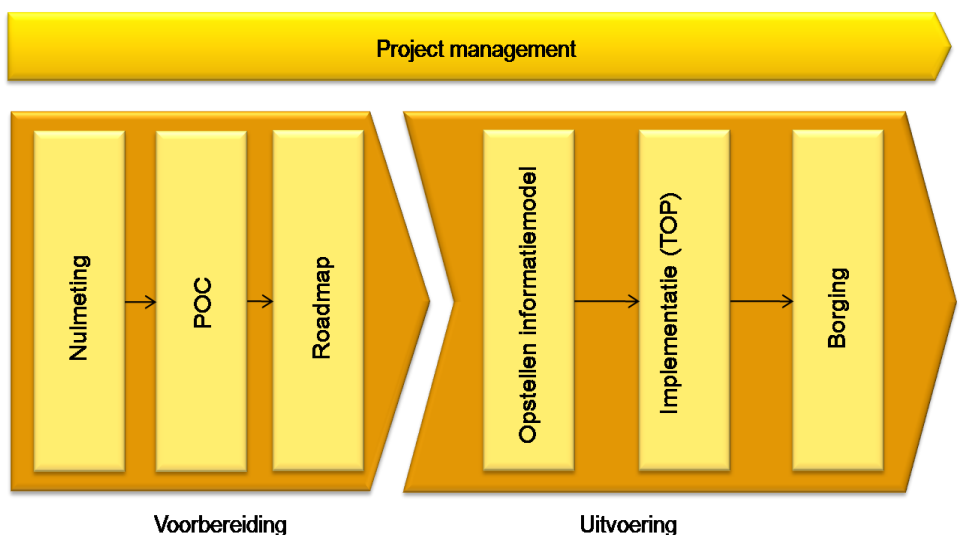 Project management
Nulmeting
POC
Roadmap
Opstellen informatiemodel
Implementatie (TOP)
Borging
Voorbereiding
Uitvoering